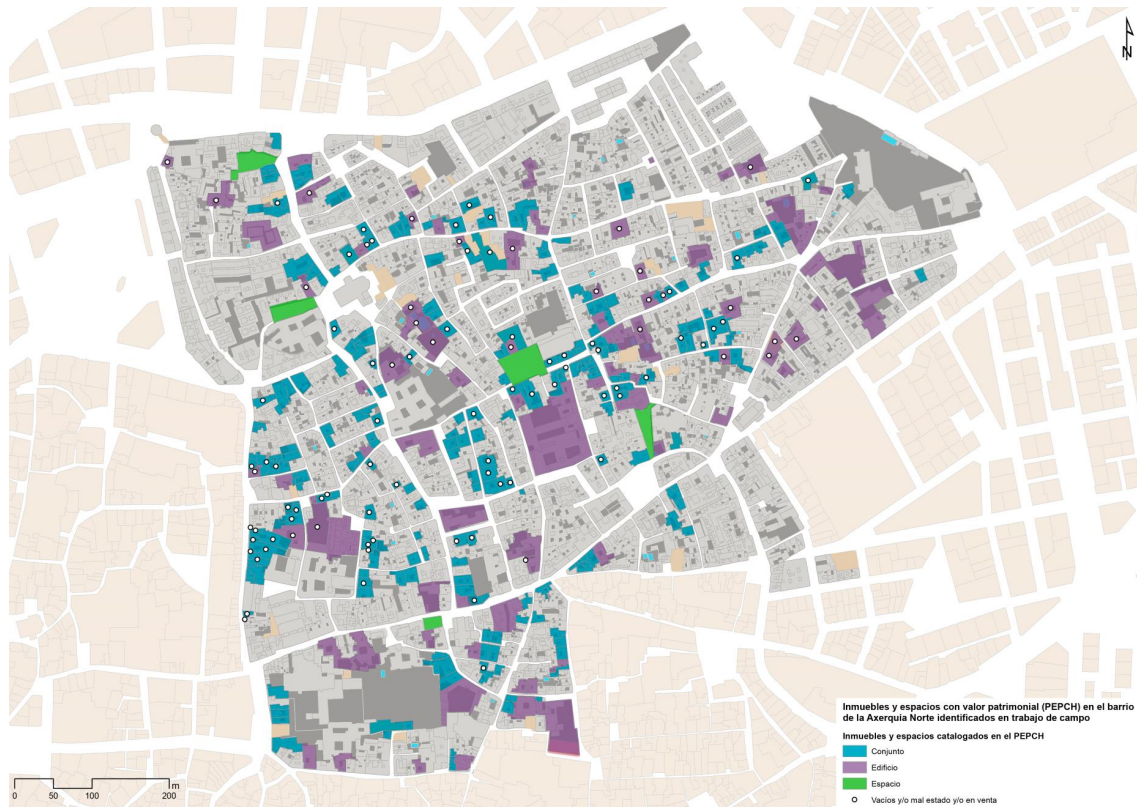 N
Inmuebles y espacios con valor patrimonial (PEPCH) en el barrio
de la Axerquía Norte identificados en trabajo de campo
Inmuebles y espacios catalogados en el PEPCH
Conjunto
Edificio
Espacio
Vacíos y/o mal estado y/o en venta
m
0 50 100 200